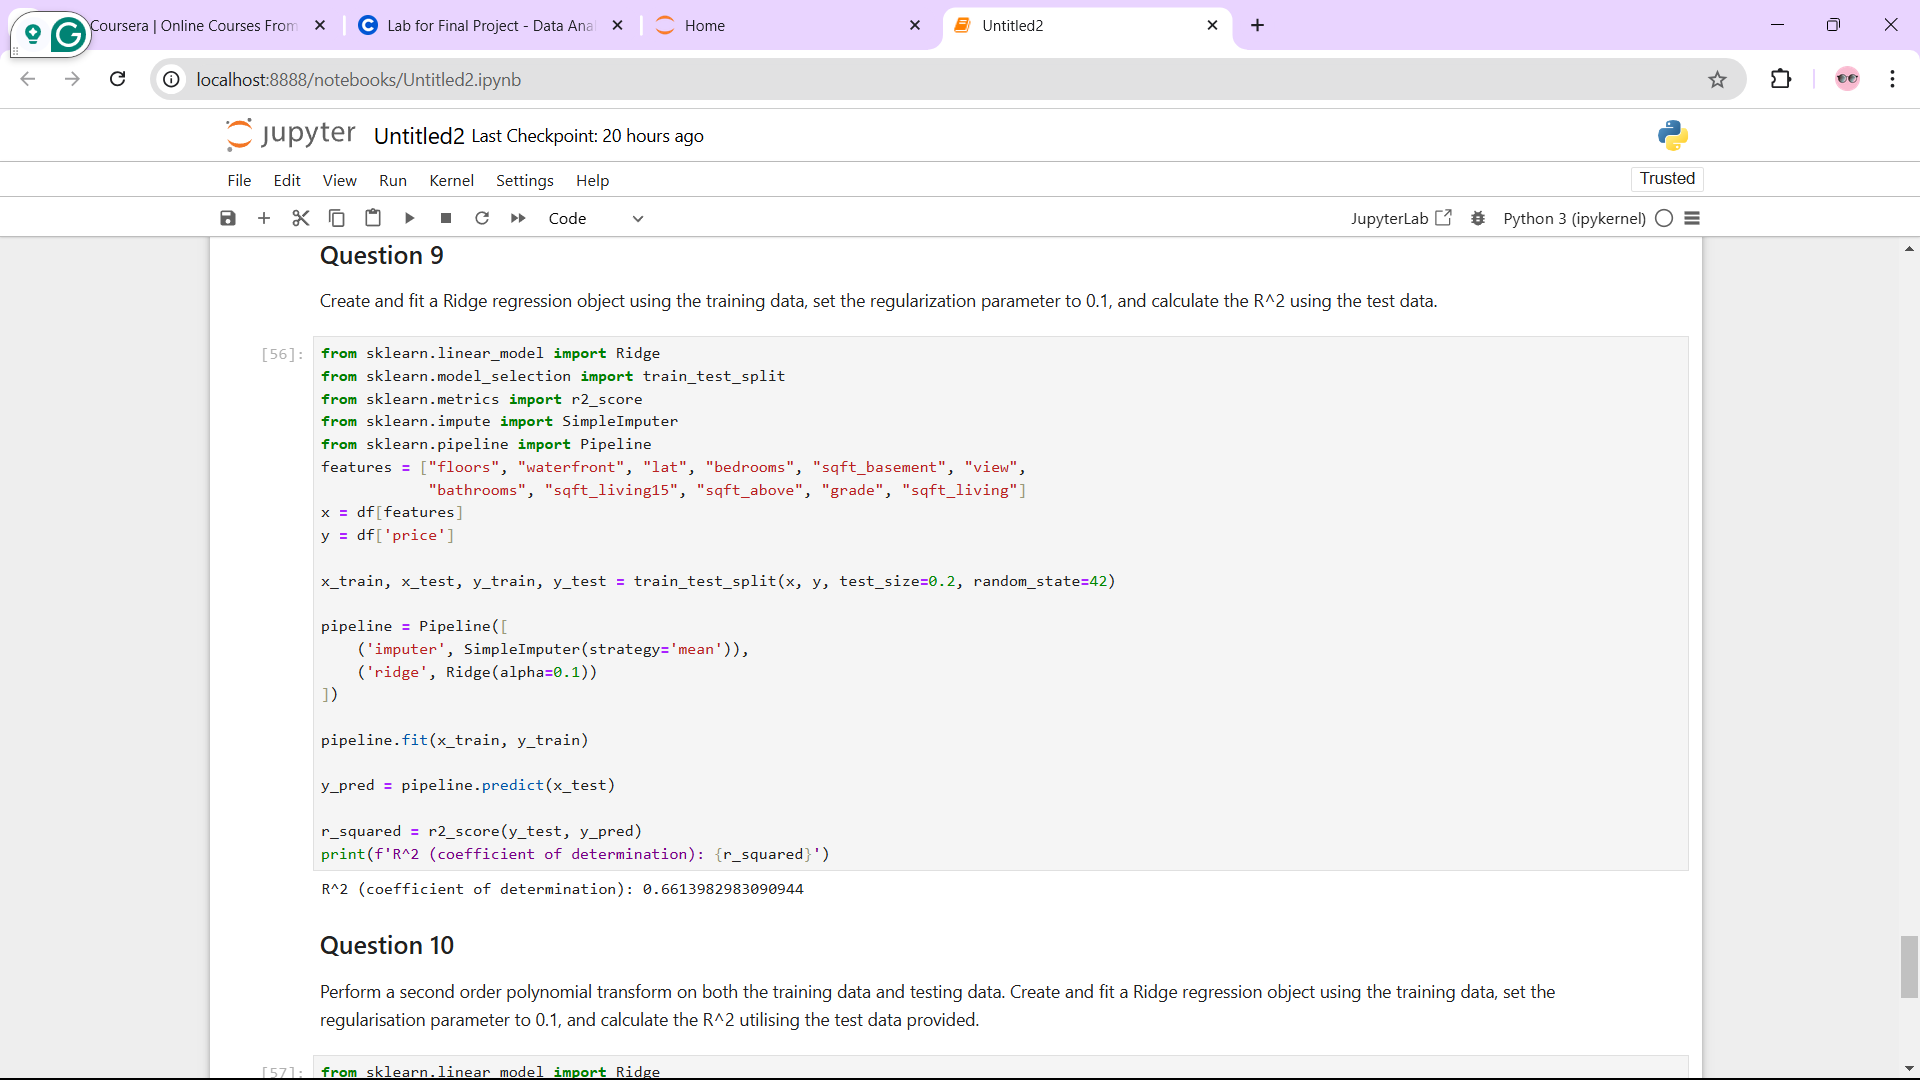 Coursera | Online Courses From
Lab for Final Project - Data Anal
Home
Untitled2
localhost:8888/notebooks/Untitled2.ipynb
jupyter Untitled2 Last Checkpoint: 20 hours ago
File Edit View Run Kernel Settings Help
Trusted
Code
JupyterLab
Python 3 (ipykernel)
Question 9
Create and fit a Ridge regression object using the training data, set the regularization parameter to 0.1, and calculate the R^2 using the test data.
[56]:
from sklearn.linear_model import Ridge
from sklearn.model_selection import train_test_split
from sklearn.metrics import r2_score
from sklearn.impute import SimpleImputer
from sklearn.pipeline import Pipeline
features = ["floors", "waterfront", "lat", "bedrooms", "sqft_basement", "view",
            "bathrooms", "sqft_living15", "sqft_above", "grade", "sqft_living"]
x = df[features]
y = df['price']
x_train, x_test, y_train, y_test = train_test_split(x, y, test_size=0.2, random_state=42)
pipeline = Pipeline([
    ('imputer', SimpleImputer(strategy='mean')),
    ('ridge', Ridge(alpha=0.1))
])
pipeline.fit(x_train, y_train)
y_pred = pipeline.predict(x_test)
r_squared = r2_score(y_test, y_pred)
print(f'R^2 (coefficient of determination): {r_squared}')
R^2 (coefficient of determination): 0.6613982983090944
Question 10
Perform a second order polynomial transform on both the training data and testing data. Create and fit a Ridge regression object using the training data, set the
regularisation parameter to 0.1, and calculate the R^2 utilising the test data provided.
[57]:
from sklearn.linear_model import Ridge